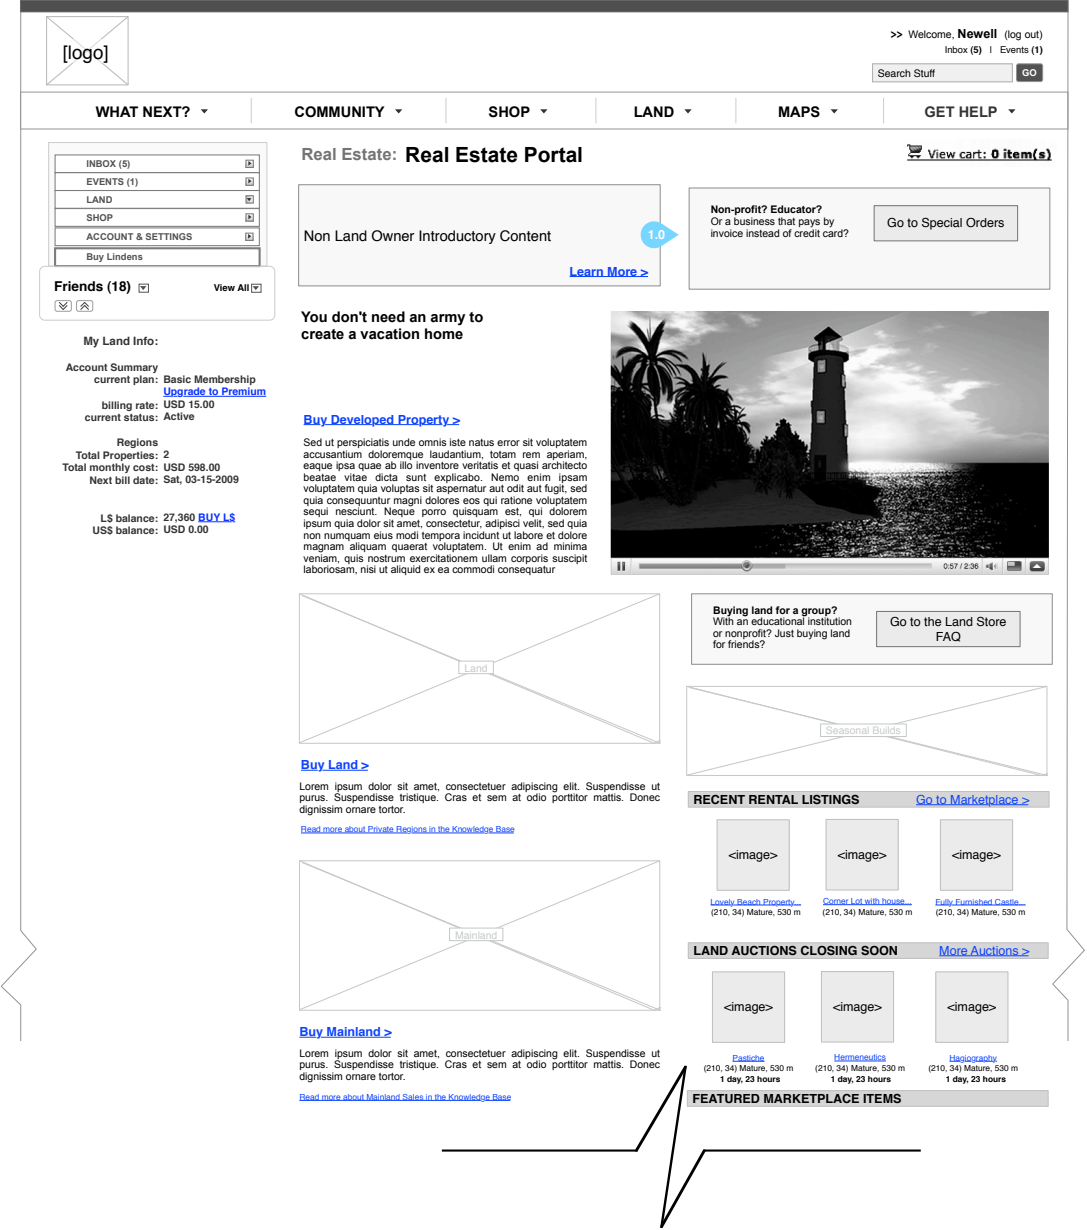 [logo]
>> Welcome, Newell (log out)
Inbox (5) | Events (1)
Search Stuff GO
WHAT NEXT? COMMUNITY SHOP LAND MAPS GET HELP
INBOX (5)
EVENTS (1)
LAND
SHOP
ACCOUNT & SETTINGS
Buy Lindens
Friends (18) View All
My Land Info:
Account Summary
current plan: Basic Membership
Upgrade to Premium
billing rate: USD 15.00
current status: Active
Regions
Total Properties: 2
Total monthly cost: USD 598.00
Next bill date: Sat, 03-15-2009
L$ balance: 27,360 BUY L$
US$ balance: USD 0.00
Real Estate: Real Estate Portal
View cart: 0 item(s)
Non Land Owner Introductory Content
Learn More >
1.0
Non-profit? Educator?
Or a business that pays by
invoice instead of credit card?
Go to Special Orders
You don't need an army to
create a vacation home
Buy Developed Property >
Sed ut perspiciatis unde omnis iste natus error sit voluptatem
accusantium doloremque laudantium, totam rem aperiam,
eaque ipsa quae ab illo inventore veritatis et quasi architecto
beatae vitae dicta sunt explicabo. Nemo enim ipsam
voluptatem quia voluptas sit aspernatur aut odit aut fugit, sed
quia consequuntur magni dolores eos qui ratione voluptatem
sequi nesciunt. Neque porro quisquam est, qui dolorem
ipsum quia dolor sit amet, consectetur, adipisci velit, sed quia
non numquam eius modi tempora incidunt ut labore et dolore
magnam aliquam quaerat voluptatem. Ut enim ad minima
veniam, quis nostrum exercitationem ullam corporis suscipit
laboriosam, nisi ut aliquid ex ea commodi consequatur
0:57 / 2:36
Land
Buy Land >
Lorem ipsum dolor sit amet, consectetuer adipiscing elit. Suspendisse ut
purus. Suspendisse tristique. Cras et sem at odio porttitor mattis. Donec
dignissim ornare tortor.
Read more about Private Regions in the Knowledge Base
Mainland
Buy Mainland >
Lorem ipsum dolor sit amet, consectetuer adipiscing elit. Suspendisse ut
purus. Suspendisse tristique. Cras et sem at odio porttitor mattis. Donec
dignissim ornare tortor.
Read more about Mainland Sales in the Knowledge Base
Buying land for a group?
With an educational institution
or nonprofit? Just buying land
for friends?
Go to the Land Store
FAQ
Seasonal Builds
RECENT RENTAL LISTINGS Go to Marketplace >
<image> <image> <image>
Lovely Beach Property... Corner Lot with house... Fully Furnished Castle...
(210, 34) Mature, 530 m (210, 34) Mature, 530 m (210, 34) Mature, 530 m
LAND AUCTIONS CLOSING SOON More Auctions >
<image> <image> <image>
Pastiche Hermeneutics Hagiography
(210, 34) Mature, 530 m (210, 34) Mature, 530 m (210, 34) Mature, 530 m
1 day, 23 hours 1 day, 23 hours 1 day, 23 hours
FEATURED MARKETPLACE ITEMS